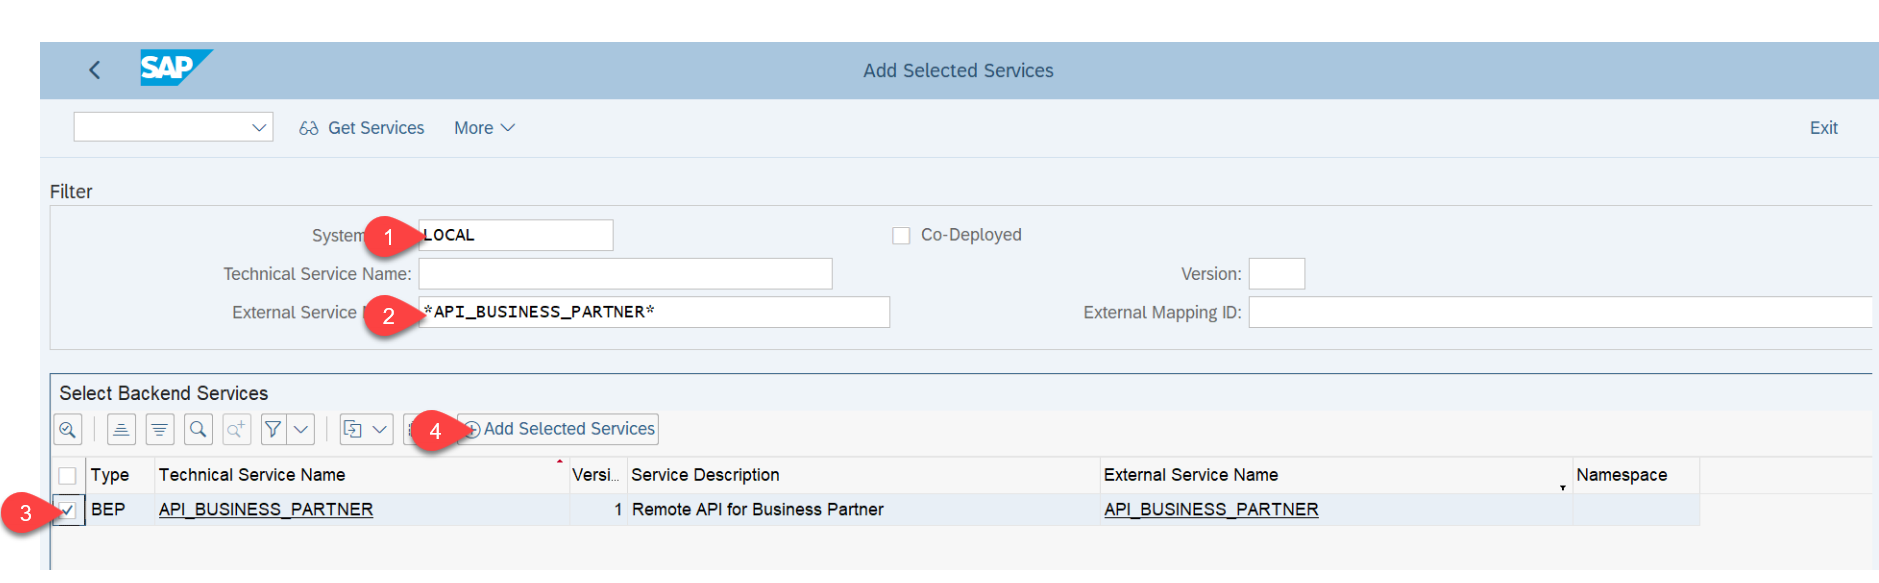 SAP Add Selected Services
Get Services More Exit
Filter
System 1 LOCAL Co-Deployed
Technical Service Name: Version:
External Service 2 *API_BUSINESS_PARTNER* External Mapping ID:
Select Backend Services
4 Add Selected Services
Type Technical Service Name Versi... Service Description External Service Name Namespace
3 BEP API_BUSINESS_PARTNER 1 Remote API for Business Partner API_BUSINESS_PARTNER